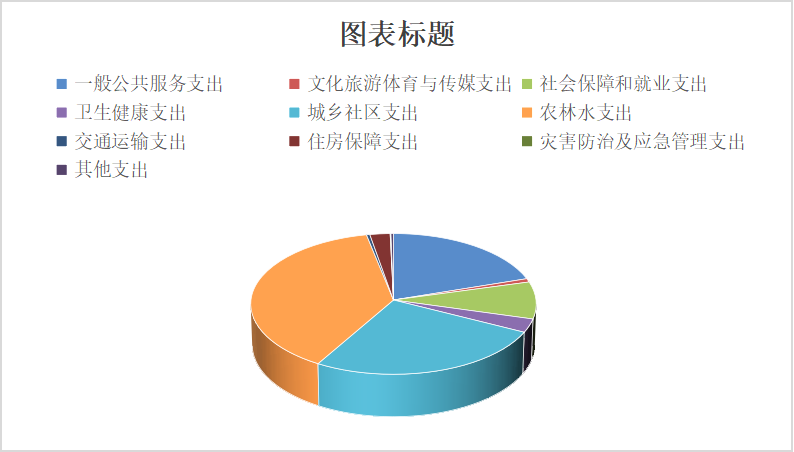 图表标题
一般公共服务支出 文化旅游体育与传媒支出 社会保障和就业支出
卫生健康支出 城乡社区支出 农林水支出
交通运输支出 住房保障支出 灾害防治及应急管理支出
其他支出